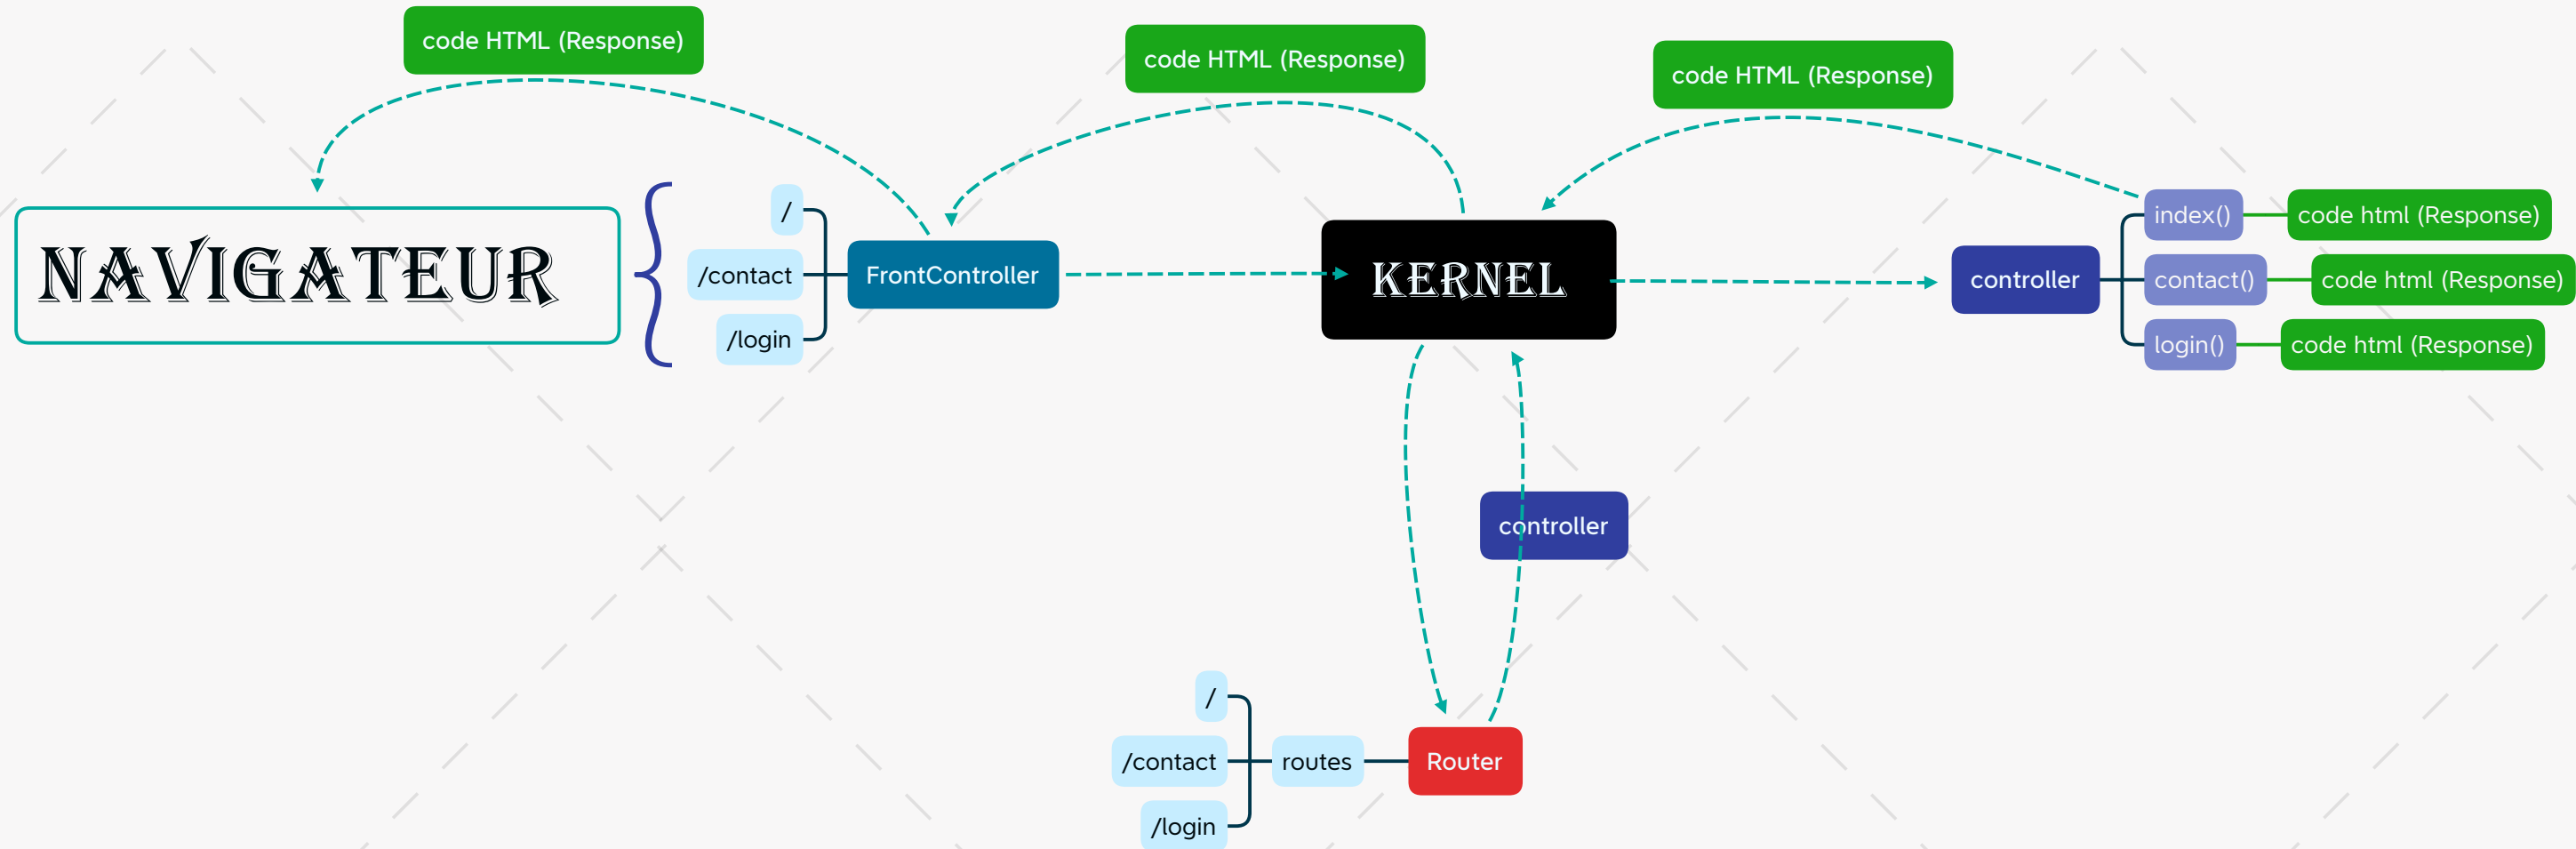 code HTML (Response)
code HTML (Response)
code HTML (Response)
NAVIGATEUR
/
/contact
/login
FrontController
KERNEL
controller
index()
code html (Response)
contact()
code html (Response)
login()
code html (Response)
controller
/
/contact
/login
routes
Router